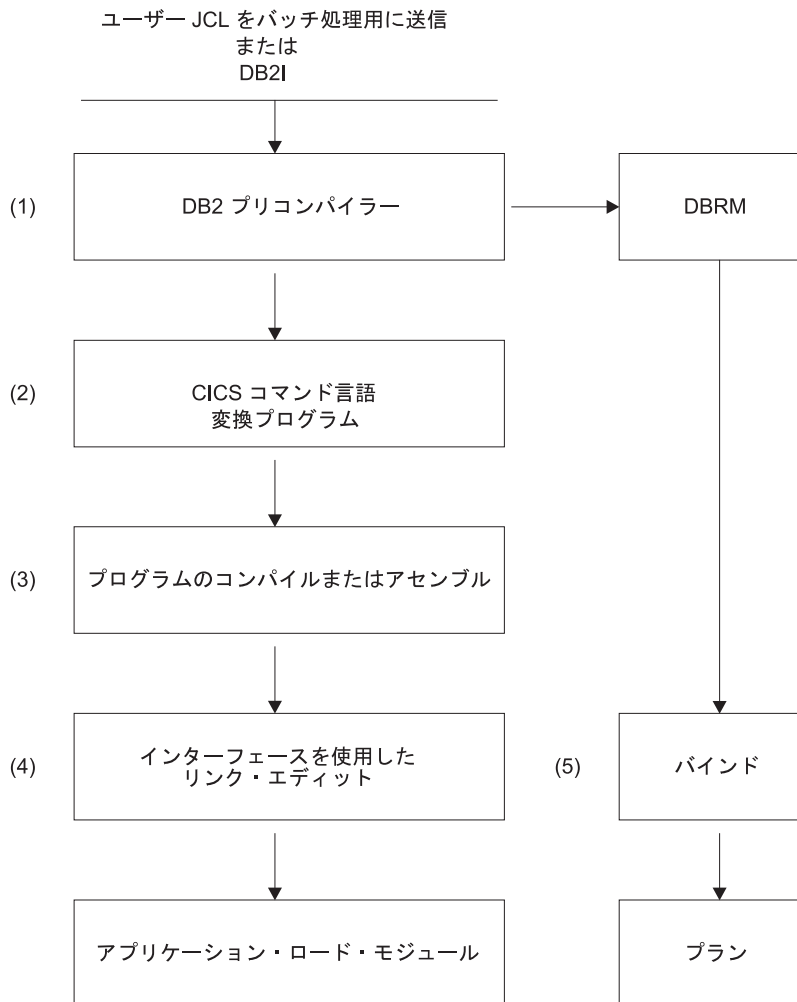 ユーザー JCL をバッチ処理用に送信
または
DB2I
(1)
DB2 プリコンパイラー
DBRM
(2)
CICS コマンド言語
変換プログラム
(3)
プログラムのコンパイルまたはアセンブル
(4)
インターフェースを使用した
リンク・エディット
(5)
バインド
アプリケーション・ロード・モジュール
プラン